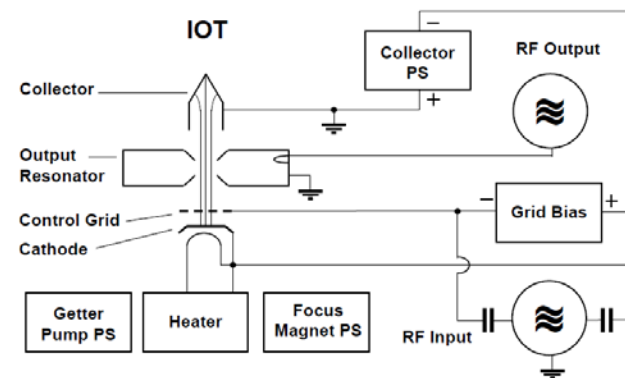 IOT
Collector
PS
−
+
RF Output
Collector
Output
Resonator
Control Grid
Cathode
−
Grid Bias
+
Getter
Pump PS
Heater
Focus
Magnet PS
RF Input